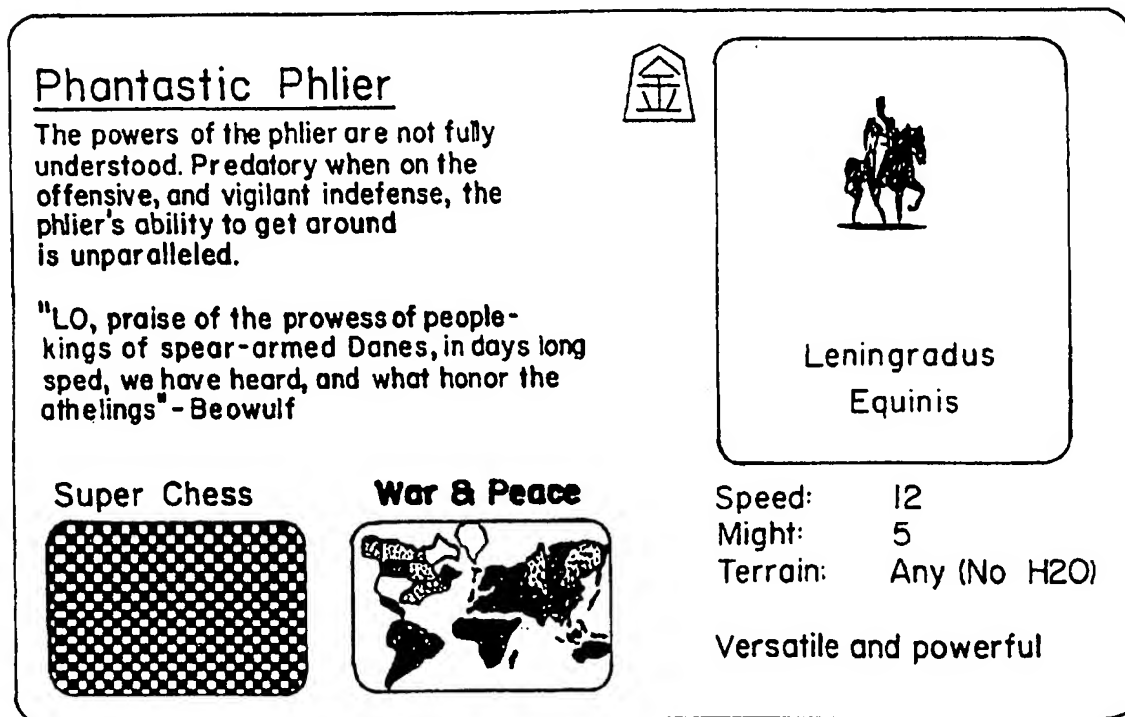 Phantastic Phlier
The powers of the phlier are not fully
understood. Predatory when on the
offensive, and vigilant indefense, the
phlier's ability to get around
is unparalleled.
"LO, praise of the prowess of people-
kings of spear-armed Danes, in days long
sped, we have heard, and what honor the
athelings" - Beowulf
金
Leningradus
Equinis
Super Chess
War & Peace
Speed: 12
Might: 5
Terrain: Any (No H2O)
Versatile and powerful